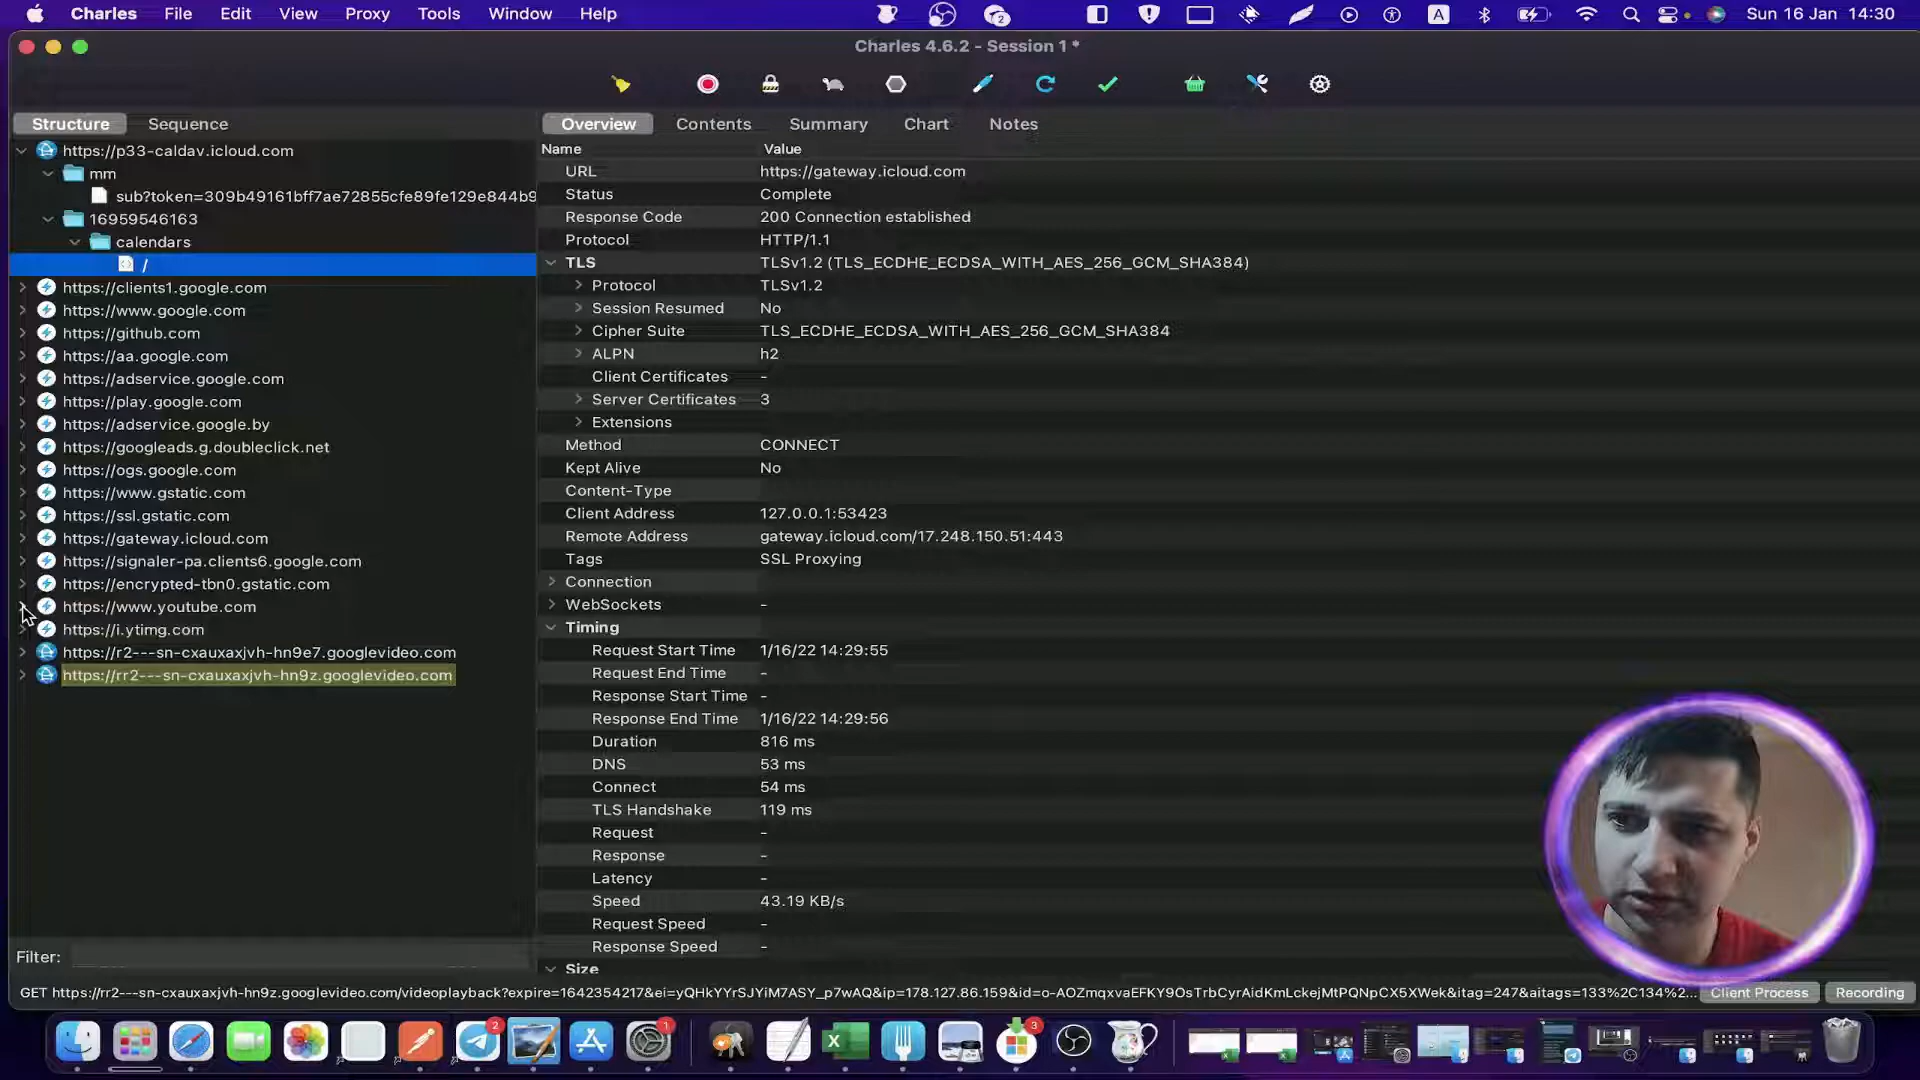 Charles File Edit View Proxy Tools Window Help 2 A Sun 16 Jan 14:30
Charles 4.6.2 - Session 1 *
Structure Sequence
Overview Contents Summary Chart Notes
https://p33-caldav.icloud.com
mm
sub?token=309b49161bff7ae72855cfe89fe129e844b9
16959546163
calendars
/
https://clients1.google.com
https://www.google.com
https://github.com
https://aa.google.com
https://adservice.google.com
https://play.google.com
https://adservice.google.by
https://googleads.g.doubleclick.net
https://ogs.google.com
https://www.gstatic.com
https://ssl.gstatic.com
https://gateway.icloud.com
https://signaler-pa.clients6.google.com
https://encrypted-tbn0.gstatic.com
https://www.youtube.com
https://i.ytimg.com
https://r2---sn-cxauxaxjvh-hn9e7.googlevideo.com
https://rr2---sn-cxauxaxjvh-hn9z.googlevideo.com
Filter:
Name Value
URL https://gateway.icloud.com
Status Complete
Response Code 200 Connection established
Protocol HTTP/1.1
TLS TLSv1.2 (TLS_ECDHE_ECDSA_WITH_AES_256_GCM_SHA384)
Protocol TLSv1.2
Session Resumed No
Cipher Suite TLS_ECDHE_ECDSA_WITH_AES_256_GCM_SHA384
ALPN h2
Client Certificates -
Server Certificates 3
Extensions
Method CONNECT
Kept Alive No
Content-Type
Client Address 127.0.0.1:53423
Remote Address gateway.icloud.com/17.248.150.51:443
Tags SSL Proxying
Connection
WebSockets -
Timing
Request Start Time 1/16/22 14:29:55
Request End Time -
Response Start Time -
Response End Time 1/16/22 14:29:56
Duration 816 ms
DNS 53 ms
Connect 54 ms
TLS Handshake 119 ms
Request -
Response -
Latency -
Speed 43.19 KB/s
Request Speed -
Response Speed -
Size
GET https://rr2---sn-cxauxaxjvh-hn9z.googlevideo.com/videoplayback?expire=1642354217&ei=yQHkYYrSJYiM7ASY_p7wAQ&ip=178.127.86.159&id=o-AOZmqxvaEFKY9OsTrbCyrAidKmLckejMtPQNpCX5XWek&itag=247&aitags=133%2C134%2... Client Process Recording
2 1 3